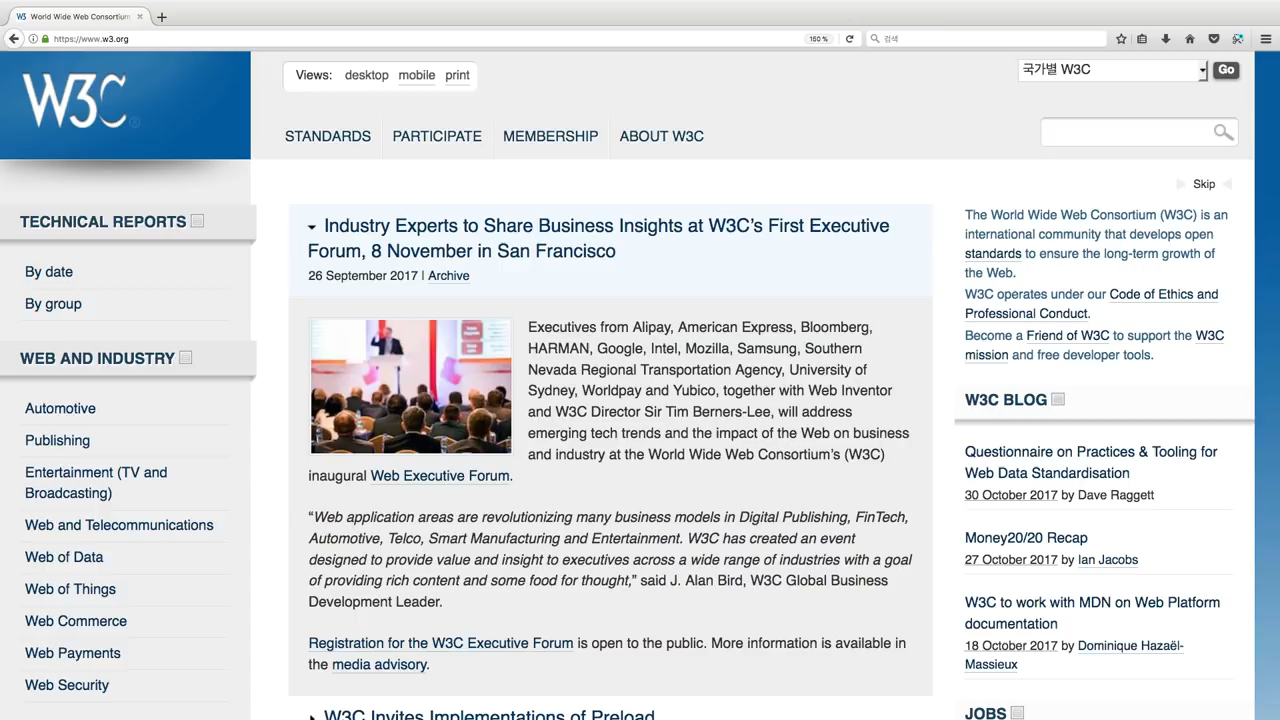 World Wide Web Consortium
https://www.w3.org
150 %
검색
W3C
Views: desktop mobile print
국가별 W3C
Go
STANDARDS PARTICIPATE MEMBERSHIP ABOUT W3C
Skip
TECHNICAL REPORTS
By date
By group
WEB AND INDUSTRY
Automotive
Publishing
Entertainment (TV and
Broadcasting)
Web and Telecommunications
Web of Data
Web of Things
Web Commerce
Web Payments
Web Security
Industry Experts to Share Business Insights at W3C’s First Executive
Forum, 8 November in San Francisco
26 September 2017 | Archive
Executives from Alipay, American Express, Bloomberg,
HARMAN, Google, Intel, Mozilla, Samsung, Southern
Nevada Regional Transportation Agency, University of
Sydney, Worldpay and Yubico, together with Web Inventor
and W3C Director Sir Tim Berners-Lee, will address
emerging tech trends and the impact of the Web on business
and industry at the World Wide Web Consortium’s (W3C)
inaugural Web Executive Forum.
“Web application areas are revolutionizing many business models in Digital Publishing, FinTech,
Automotive, Telco, Smart Manufacturing and Entertainment. W3C has created an event
designed to provide value and insight to executives across a wide range of industries with a goal
of providing rich content and some food for thought,” said J. Alan Bird, W3C Global Business
Development Leader.
Registration for the W3C Executive Forum is open to the public. More information is available in
the media advisory.
W3C Invites Implementations of Preload
The World Wide Web Consortium (W3C) is an
international community that develops open
standards to ensure the long-term growth of
the Web.
W3C operates under our Code of Ethics and
Professional Conduct.
Become a Friend of W3C to support the W3C
mission and free developer tools.
W3C BLOG
Questionnaire on Practices & Tooling for
Web Data Standardisation
30 October 2017 by Dave Raggett
Money20/20 Recap
27 October 2017 by Ian Jacobs
W3C to work with MDN on Web Platform
documentation
18 October 2017 by Dominique Hazaël-
Massieux
JOBS